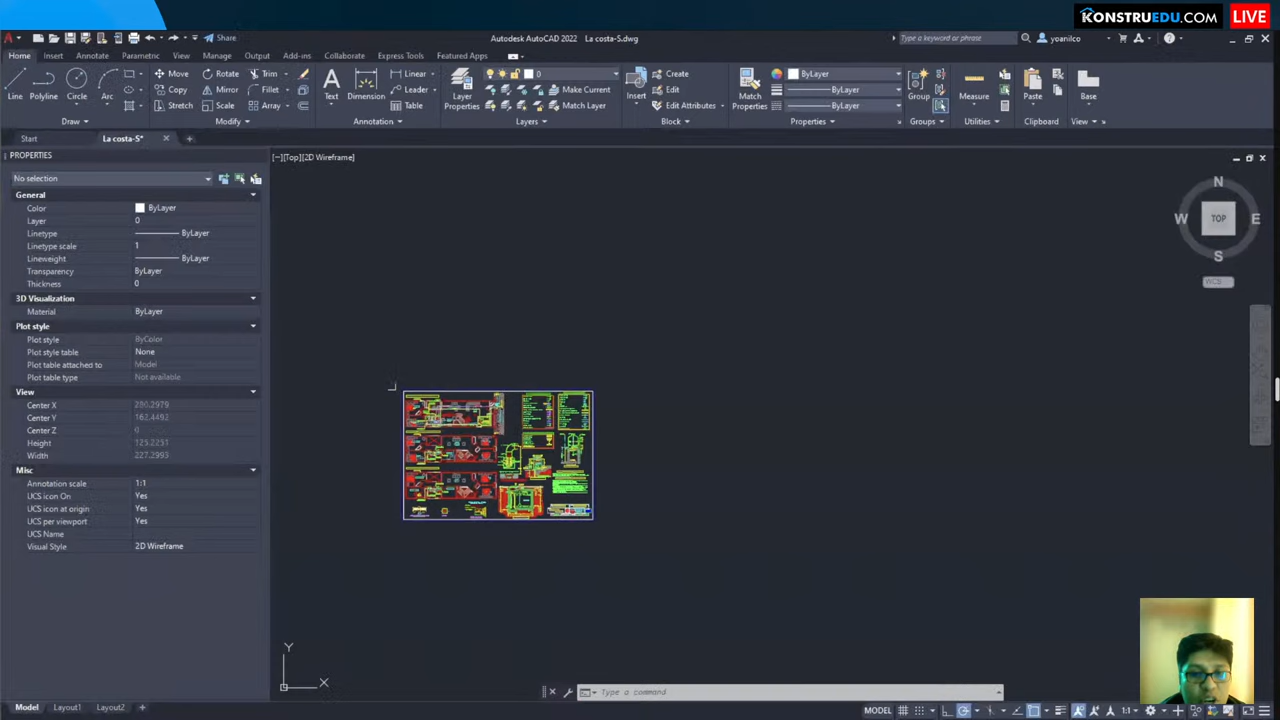 KONSTRUEDU.COM LIVE
Share
Autodesk AutoCAD 2022 La costa-S.dwg
Type a keyword or phrase
yoanilco
Home Insert Annotate Parametric View Manage Output Add-ins Collaborate Express Tools Featured Apps
Line Polyline Circle Arc
Move Rotate Trim
Copy Mirror Fillet
Stretch Scale Array
Text Dimension
Linear
Leader
Table
Layer Properties
0
Make Current
Match Layer
Insert
Create
Edit
Edit Attributes
Match Properties
ByLayer
ByLayer
ByLayer
Group
Measure
Paste
Base
Draw Modify Annotation Layers Block Properties Groups Utilities Clipboard View
Start La costa-S*
PROPERTIES
[−][Top][2D Wireframe]
No selection
General
Color ByLayer
Layer 0
Linetype ByLayer
Linetype scale 1
Lineweight ByLayer
Transparency ByLayer
Thickness 0
3D Visualization
Material ByLayer
Plot style
Plot style ByColor
Plot style table None
Plot table attached to Model
Plot table type Not available
View
Center X 280.2979
Center Y 162.4492
Center Z 0
Height 125.2251
Width 227.2993
Misc
Annotation scale 1:1
UCS icon On Yes
UCS icon at origin Yes
UCS per viewport Yes
UCS Name
Visual Style 2D Wireframe
N
W TOP E
S
WCS
Y
X
Type a command
Model Layout1 Layout2
MODEL
1:1